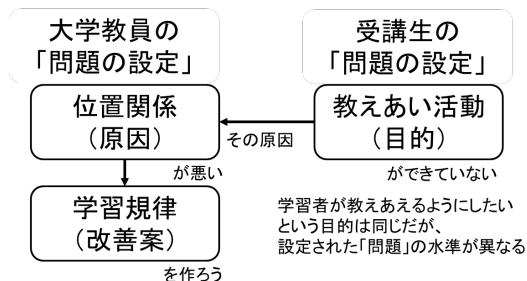 大学教員の
「問題の設定」
受講生の
「問題の設定」
位置関係
(原因)
が悪い
その原因
教えあい活動
(目的)
ができていない
学習規律
(改善案)
を作ろう
学習者が教えあえるようにしたい
という目的は同じだが、
設定された「問題」の水準が異なる